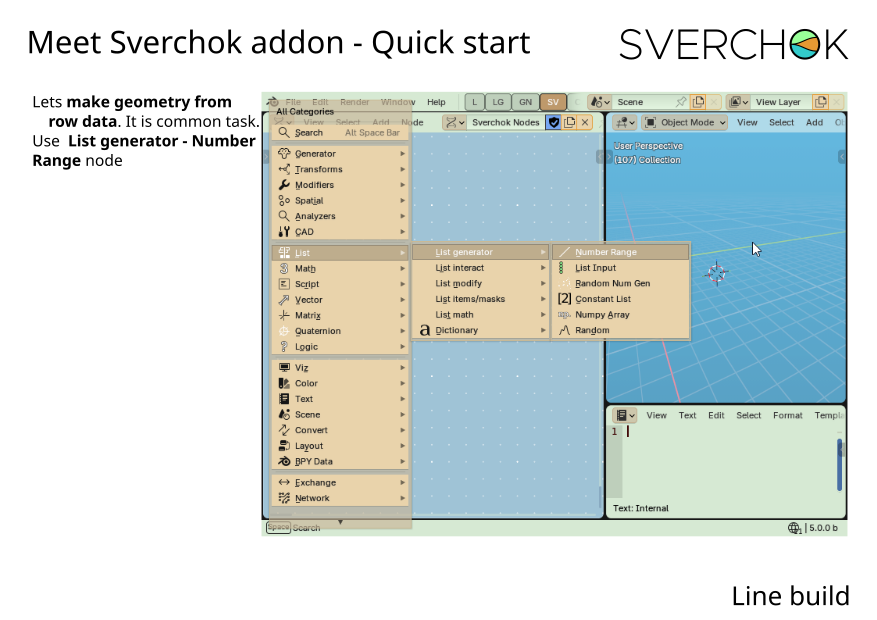 Meet Sverchok addon - Quick start
SVERCHOK
Lets make geometry from
row data. It is common task.
Use List generator - Number
Range node
File Edit Render Window Help
L LG GN SV
Scene
View Layer
All Categories
View Select Add Node
Sverchok Nodes
Object Mode
View Select Add
Search Alt Space Bar
Generator
Transforms
Modifiers
Spatial
Analyzers
CAD
List
Math
Script
Vector
Matrix
Quaternion
Logic
Viz
Color
Text
Scene
Convert
Layout
BPY Data
Exchange
Network
List generator
List interact
List modify
List items/masks
List math
Dictionary
Number Range
List Input
Random Num Gen
[2] Constant List
Numpy Array
Random
User Perspective
(107) Collection
View Text Edit Select Format Templa
1
Text: Internal
Space Search
5.0.0 b
Line build